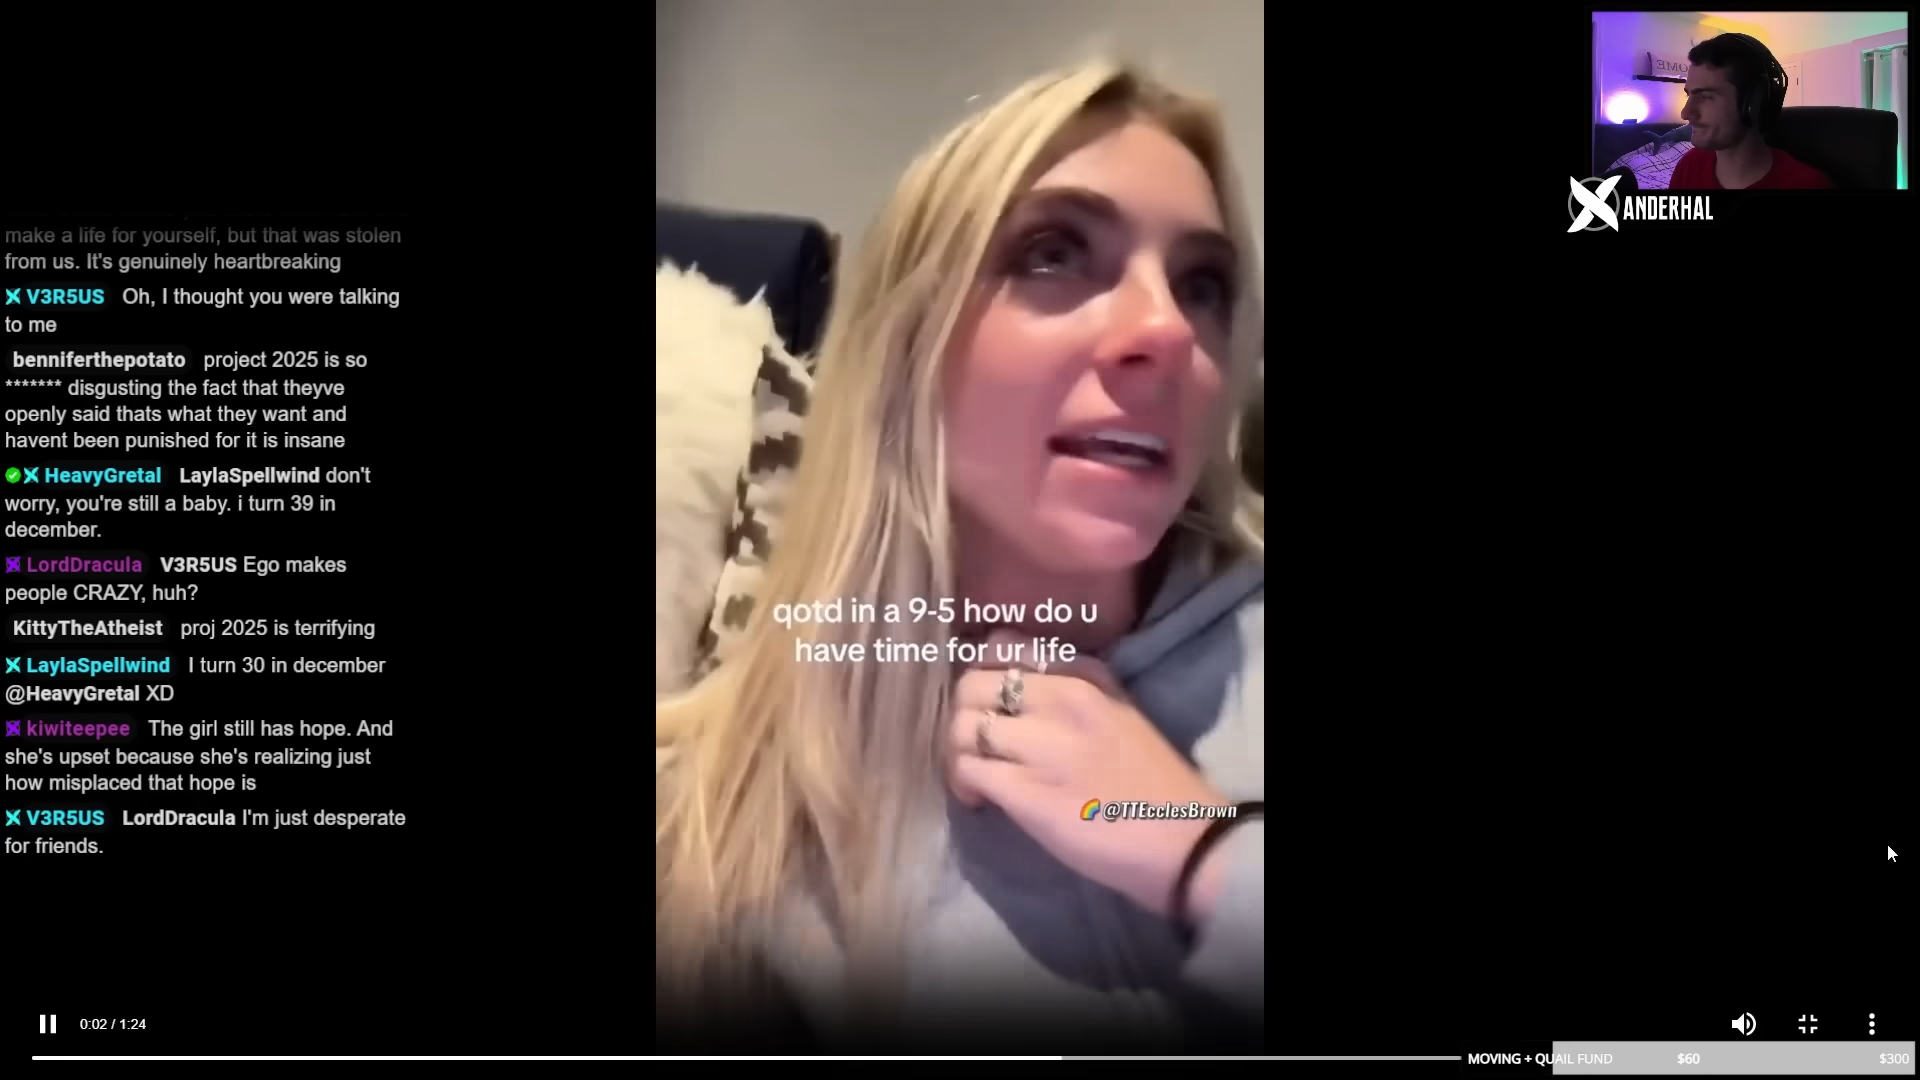 make a life for yourself, but that was stolen
from us. It's genuinely heartbreaking
V3R5US Oh, I thought you were talking
to me
benniferthepotato project 2025 is so
******* disgusting the fact that theyve
openly said thats what they want and
havent been punished for it is insane
HeavyGretal LaylaSpellwind don't
worry, you're still a baby. i turn 39 in
december.
LordDracula V3R5US Ego makes
people CRAZY, huh?
KittyTheAtheist proj 2025 is terrifying
LaylaSpellwind I turn 30 in december
@HeavyGretal XD
kiwiteepee The girl still has hope. And
she's upset because she's realizing just
how misplaced that hope is
V3R5US LordDracula I'm just desperate
for friends.
qotd in a 9-5 how do u
have time for ur life
@TTEcclesBrown
XANDERHAL
0:02 / 1:24
MOVING + QUAIL FUND $60 $300